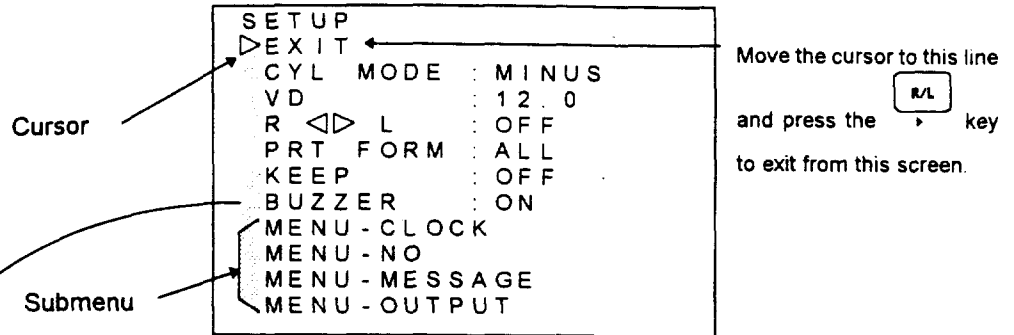 SETUP
▷EXIT
CYL MODE : MINUS
VD : 12.0
R ◁▷ L : OFF
PRT FORM : ALL
KEEP : OFF
BUZZER : ON
MENU-CLOCK
MENU-NO
MENU-MESSAGE
MENU-OUTPUT
Cursor
Submenu
Move the cursor to this line
R/L
and press the ▸ key
to exit from this screen.